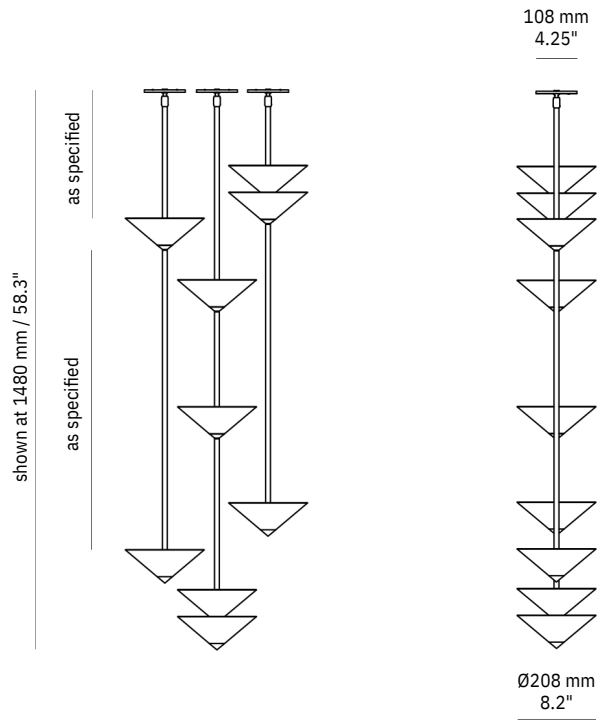 108 mm
4.25"
as specified
shown at 1480 mm / 58.3"
as specified
Ø208 mm
8.2"